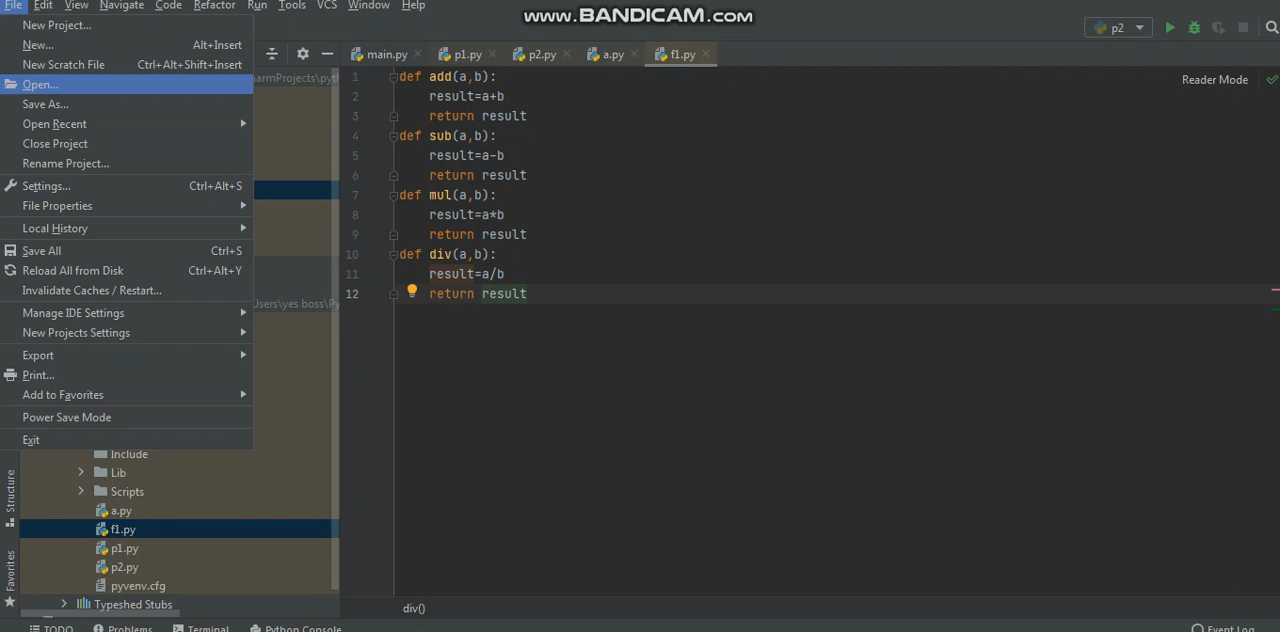 File Edit View Navigate Code Refactor Run Tools VCS Window Help
www.BANDICAM.com
New Project...
p2
New... Alt+Insert
main.py p1.py p2.py a.py f1.py
New Scratch File Ctrl+Alt+Shift+Insert
Open...
Save As...
Open Recent
Close Project
Rename Project...
Settings... Ctrl+Alt+S
File Properties
Local History
Save All Ctrl+S
Reload All from Disk Ctrl+Alt+Y
Invalidate Caches / Restart...
Manage IDE Settings
New Projects Settings
Export
Print...
Add to Favorites
Power Save Mode
Exit
armProjects\pyth
Users\yes boss\Py
Include
Lib
Scripts
a.py
f1.py
p1.py
p2.py
pyvenv.cfg
Typeshed Stubs
Structure
Favorites
Reader Mode
1 def add(a,b):
2 result=a+b
3 return result
4 def sub(a,b):
5 result=a-b
6 return result
7 def mul(a,b):
8 result=a*b
9 return result
10 def div(a,b):
11 result=a/b
12 return result
div()
TODO Problems Terminal Python Console Event Log